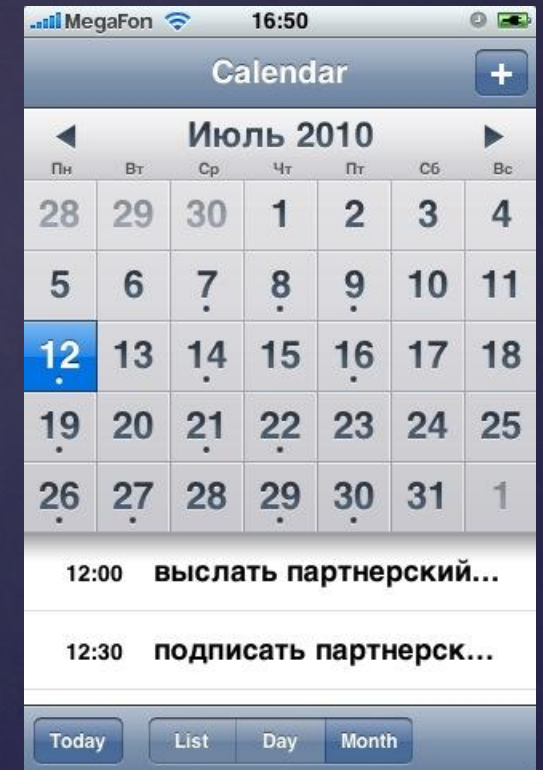 MegaFon 16:50
Calendar +
Июль 2010
Пн Вт Ср Чт Пт Сб Вс
28 29 30 1 2 3 4
5 6 7 8 9 10 11
12 13 14 15 16 17 18
19 20 21 22 23 24 25
26 27 28 29 30 31 1
12:00 выслать партнерский...
12:30 подписать партнерск...
Today List Day Month